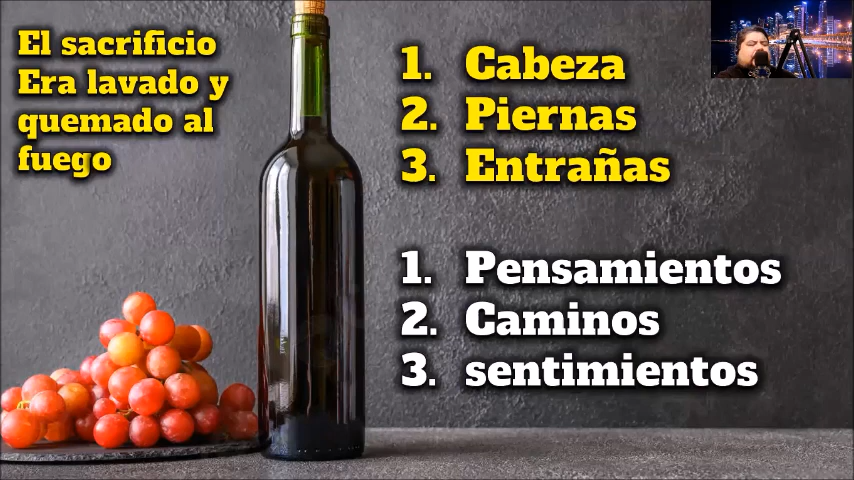 El sacrificio
Era lavado y
quemado al
fuego
1. Cabeza
2. Piernas
3. Entrañas
1. Pensamientos
2. Caminos
3. sentimientos